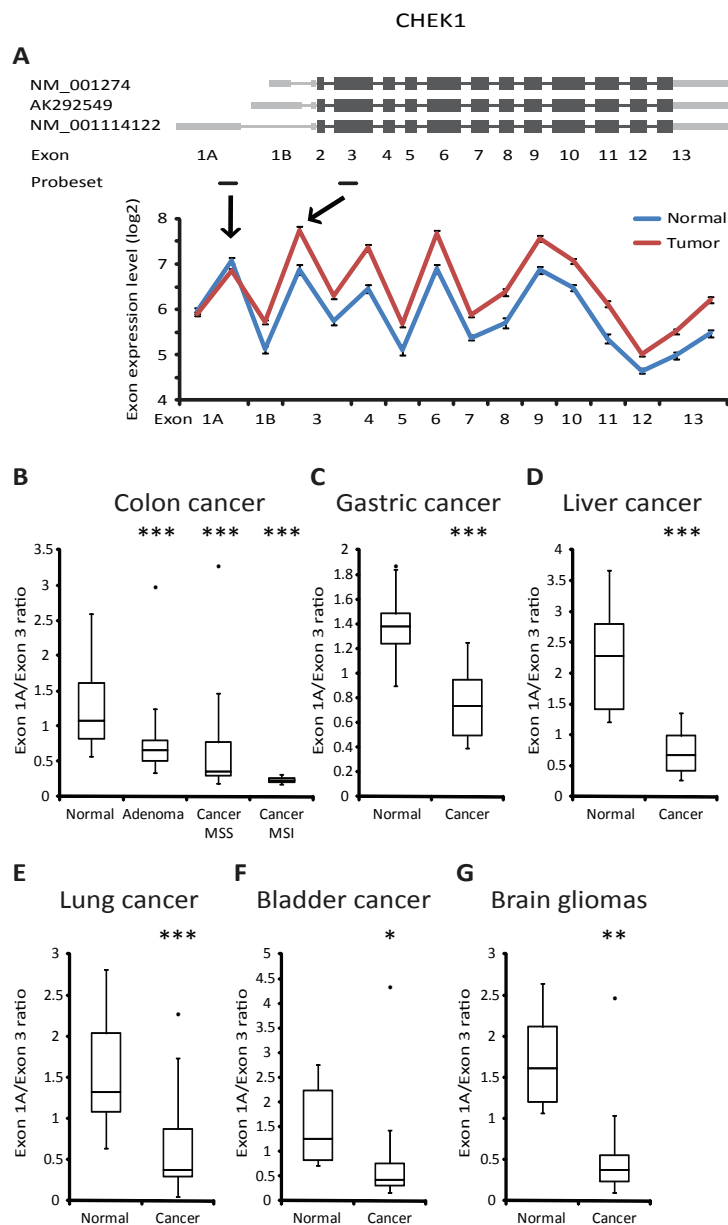 CHEK1
A
NM_001274
AK292549
NM_001114122
Exon 1A 1B 2 3 4 5 6 7 8 9 10 11 12 13
Probeset
Exon expression level (log2)
8
7
6
5
4
Normal
Tumor
Exon 1A 1B 3 4 5 6 7 8 9 10 11 12 13
B
Colon cancer
*** *** ***
Exon 1A/Exon 3 ratio
3.5
3
2.5
2
1.5
1
0.5
0
Normal Adenoma Cancer Cancer
MSS MSI
C
Gastric cancer
***
Exon 1A/Exon 3 ratio
2
1.8
1.6
1.4
1.2
1
0.8
0.6
0.4
0.2
0
Normal Cancer
D
Liver cancer
***
Exon 1A/Exon 3 ratio
4
3.5
3
2.5
2
1.5
1
0.5
0
Normal Cancer
E
Lung cancer
***
Exon 1A/Exon 3 ratio
3
2.5
2
1.5
1
0.5
0
Normal Cancer
F
Bladder cancer
*
Exon 1A/Exon 3 ratio
5
4.5
4
3.5
3
2.5
2
1.5
1
0.5
0
Normal Cancer
G
Brain gliomas
**
Exon 1A/Exon 3 ratio
3
2.5
2
1.5
1
0.5
0
Normal Cancer